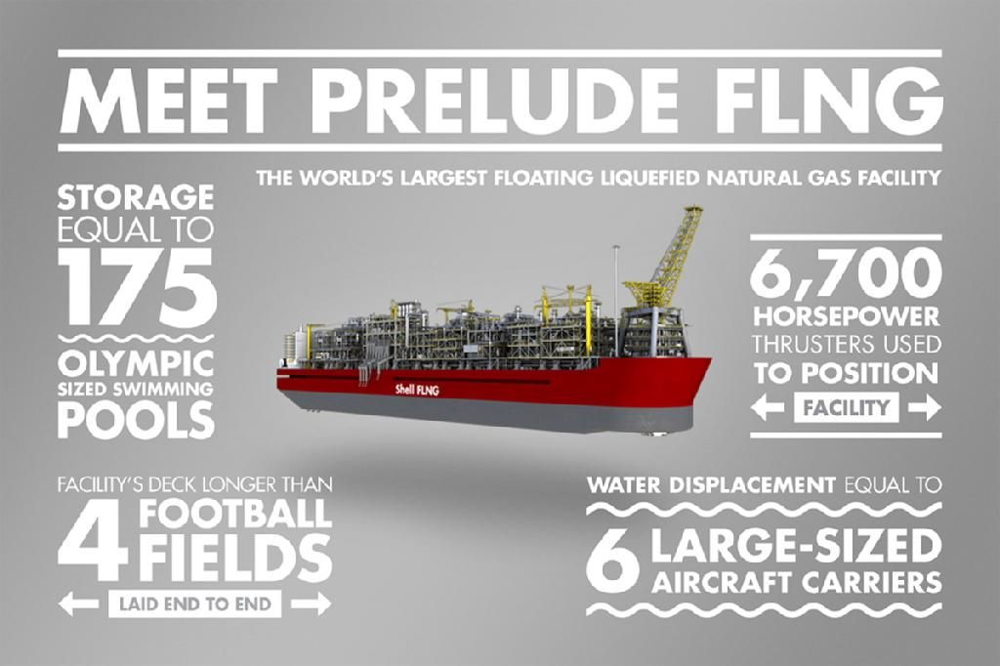 MEET PRELUDE FLNG
THE WORLD'S LARGEST FLOATING LIQUEFIED NATURAL GAS FACILITY
STORAGE
EQUAL TO
175
OLYMPIC
SIZED SWIMMING
POOLS
6,700
HORSEPOWER
THRUSTERS USED
TO POSITION
FACILITY
Shell FLNG
FACILITY'S DECK LONGER THAN
4 FOOTBALL
FIELDS
LAID END TO END
WATER DISPLACEMENT EQUAL TO
6 LARGE-SIZED
AIRCRAFT CARRIERS